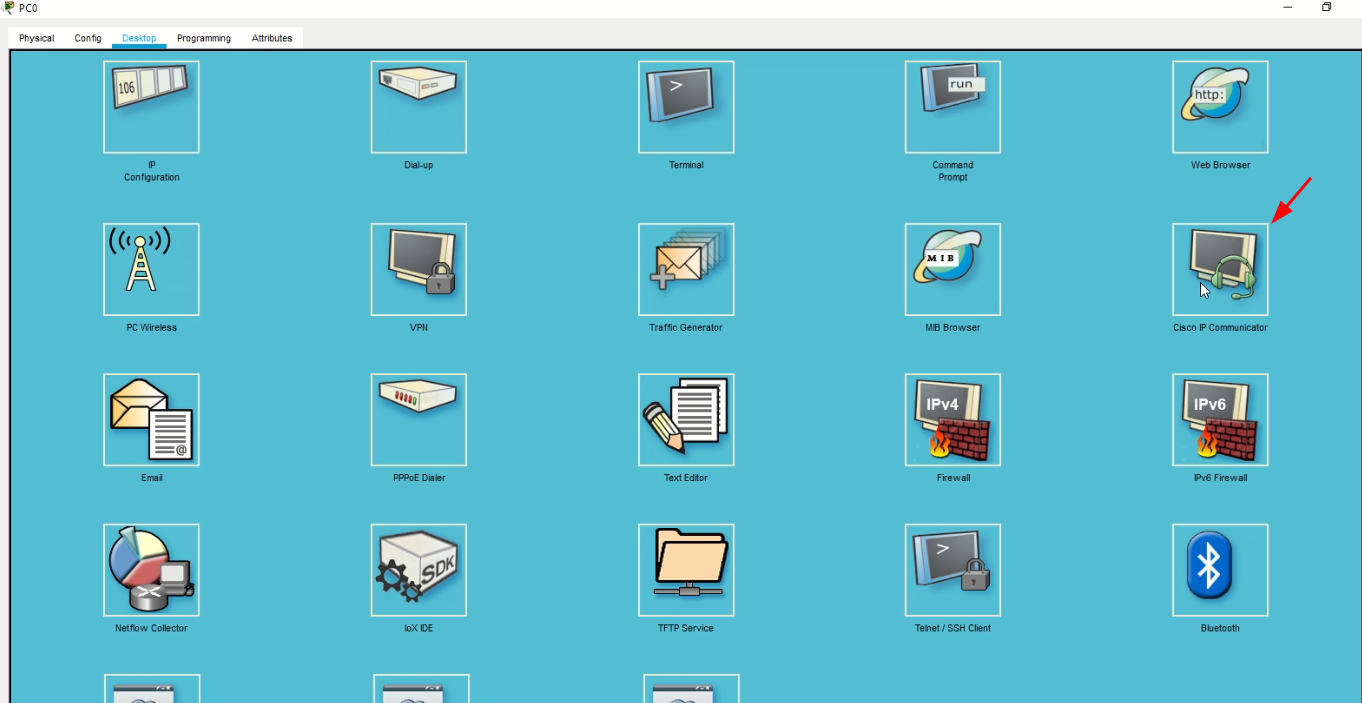 PC0
Physical Config Desktop Programming Attributes
106
>
run
http:
IP
Configuration
Dial-up
Terminal
Command
Prompt
Web Browser
MIB
PC Wireless
VPN
Traffic Generator
MIB Browser
Cisco IP Communicator
@
IPv4
IPv6
Email
PPPoE Dialer
Text Editor
Firewall
IPv6 Firewall
SDK
>
Netflow Collector
IoX IDE
TFTP Service
Telnet / SSH Client
Bluetooth